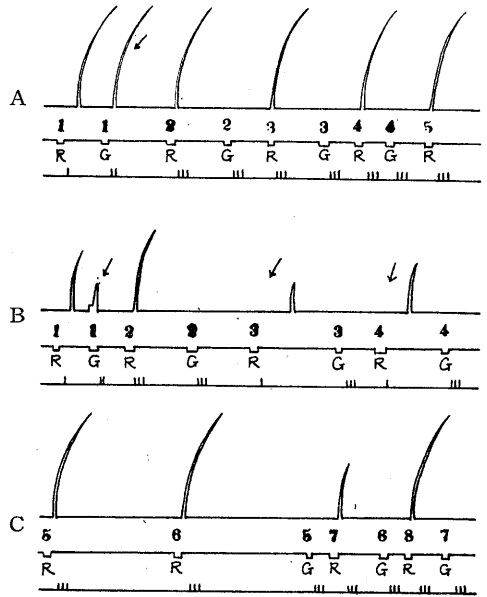 A
1 1 2 2 3 3 4 4 5
R G R G R G R G R
B
1 1 2 2 3 3 4 4
R G R G R G R G
C
5 6 5 7 6 8 7
R R G R G R G